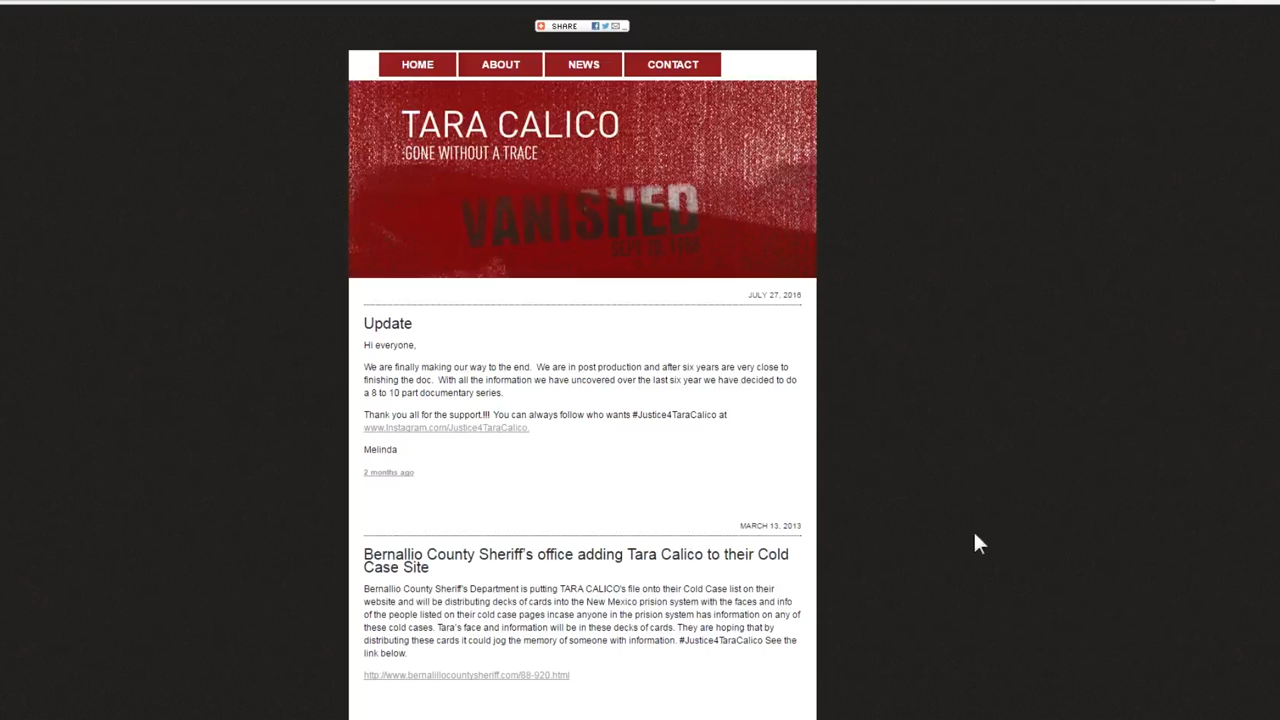 SHARE
HOME ABOUT NEWS CONTACT
TARA CALICO
:GONE WITHOUT A TRACE
VANISHED
JULY 27, 2016
Update
Hi everyone,
We are finally making our way to the end. We are in post production and after six years are very close to
finishing the doc. With all the information we have uncovered over the last six year we have decided to do
a 8 to 10 part documentary series.
Thank you all for the support.!!! You can always follow who wants #Justice4TaraCalico at
www.Instagram.com/Justice4TaraCalico.
Melinda
2 months ago
MARCH 13, 2013
Bernallio County Sheriff's office adding Tara Calico to their Cold
Case Site
Bernallio County Sheriff's Department is putting TARA CALICO's file onto their Cold Case list on their
website and will be distributing decks of cards into the New Mexico prision system with the faces and info
of the people listed on their cold case pages incase anyone in the prision system has information on any of
these cold cases. Tara's face and information will be in these decks of cards. They are hoping that by
distributing these cards it could jog the memory of someone with information. #Justice4TaraCalico See the
link below.
http://www.bernalillocountysheriff.com/88-920.html